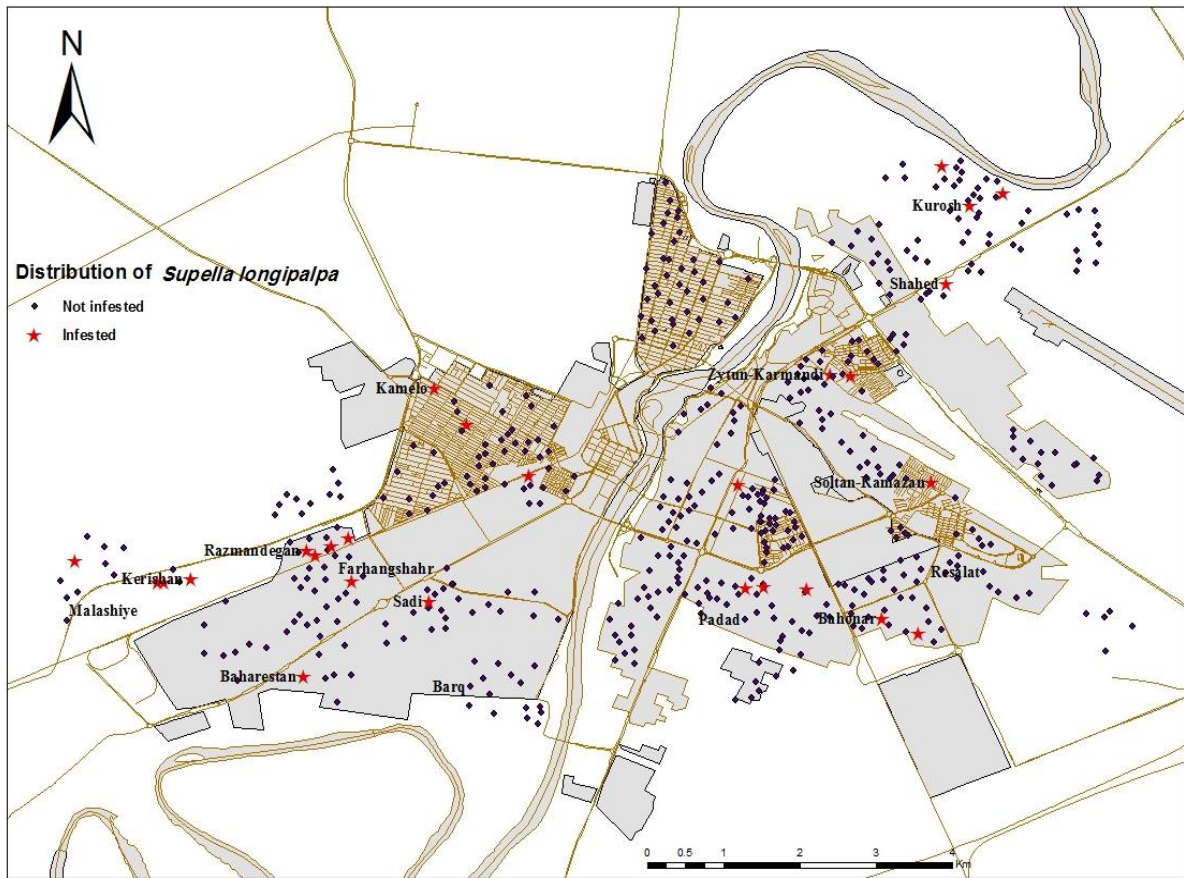 N
Kurosh
Distribution of Supella longipalpa
Not infested
Infested
Shahed
Kamelo
Zytun-Karmandi
Soltan-Kamazan
Razmandegan
Farhangshahr
Kerishan
Resalat
Malashiye
Sadi
Padad
Bahonar
Baharestan
Barq
0 0.5 1 2 3 4
Km